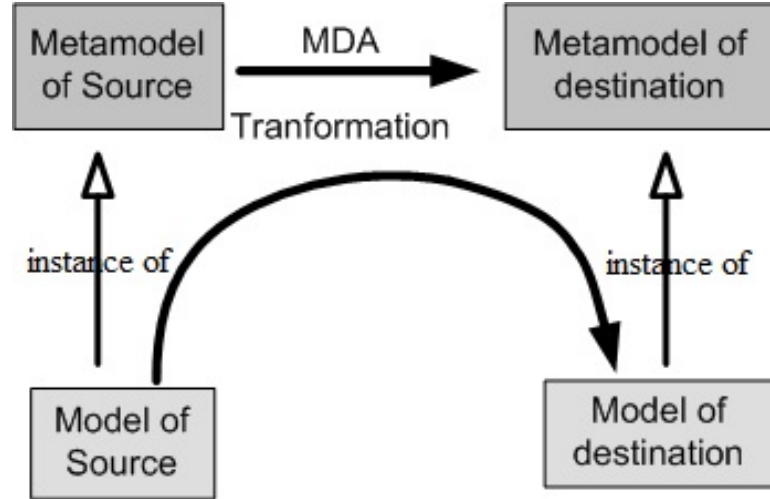 Metamodel
of Source
MDA
Tranformation
Metamodel of
destination
instance of
instance of
Model of
Source
Model of
destination